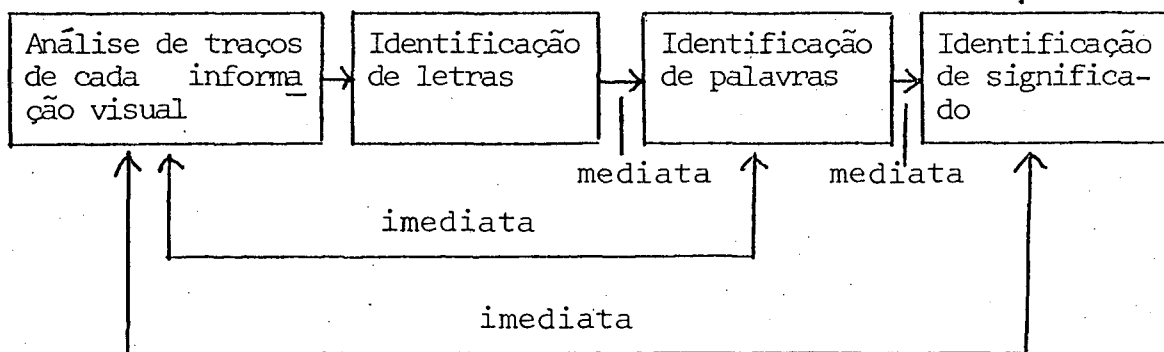 Análise de traços
de cada informa
ção visual
Identificação
de letras
Identificação
de palavras
Identificação
de significa-
do
mediata
mediata
imediata
imediata